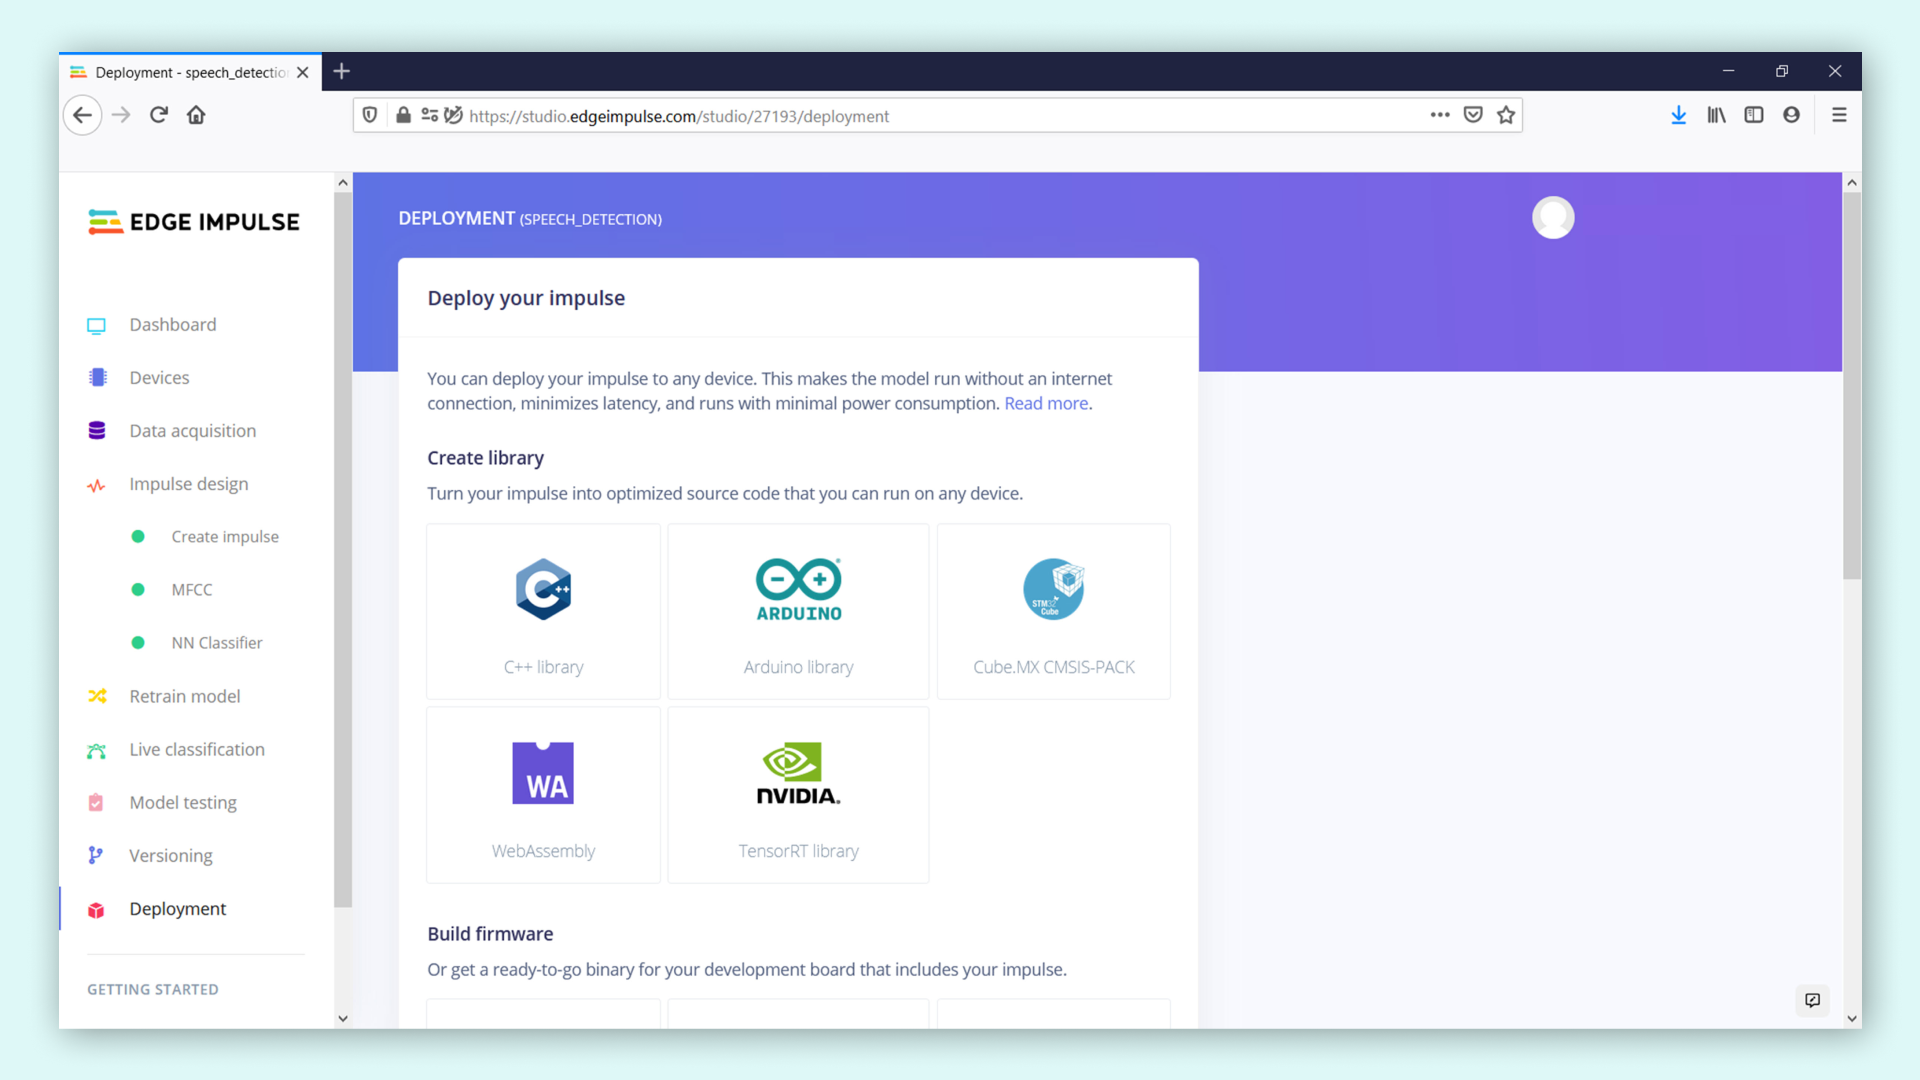 Deployment - speech_detectio
https://studio.edgeimpulse.com/studio/27193/deployment
EDGE IMPULSE
Dashboard
Devices
Data acquisition
Impulse design
Create impulse
MFCC
NN Classifier
Retrain model
Live classification
Model testing
Versioning
Deployment
GETTING STARTED
DEPLOYMENT (SPEECH_DETECTION)
Deploy your impulse
You can deploy your impulse to any device. This makes the model run without an internet
connection, minimizes latency, and runs with minimal power consumption. Read more.
Create library
Turn your impulse into optimized source code that you can run on any device.
C++
C++ library
ARDUINO
Arduino library
STM32
Cube
Cube.MX CMSIS-PACK
WA
WebAssembly
NVIDIA.
TensorRT library
Build firmware
Or get a ready-to-go binary for your development board that includes your impulse.